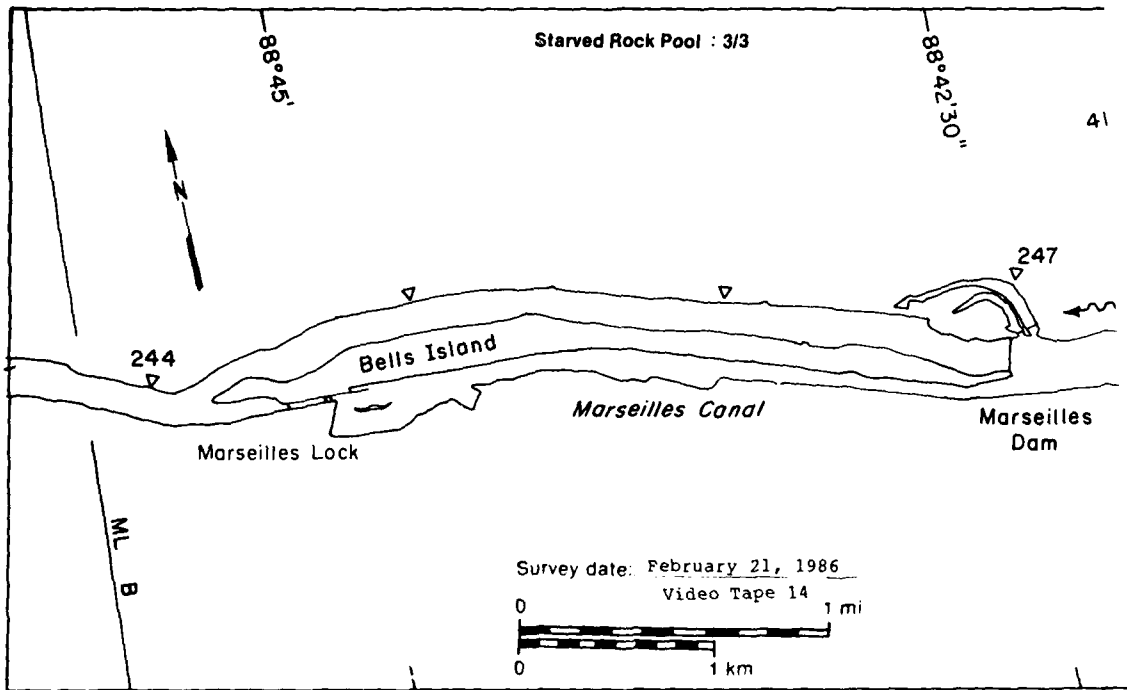 Starved Rock Pool : 3/3
88°45'
88°42'30"
41
N
247
244
Bells Island
Marseilles Canal
Marseilles Lock
Marseilles
Dam
ML
B
Survey date: February 21, 1986
Video Tape 14
0 1 mi
0 1 km